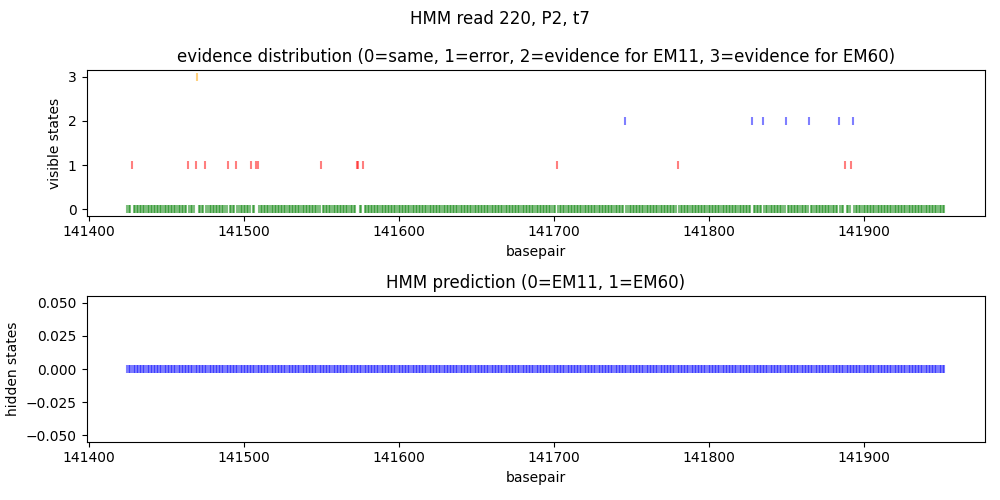 HMM read 220, P2, t7
evidence distribution (0=same, 1=error, 2=evidence for EM11, 3=evidence for EM60)
visible states
3
2
1
0
141400 141500 141600 141700 141800 141900
basepair
HMM prediction (0=EM11, 1=EM60)
hidden states
0.050
0.025
0.000
−0.025
−0.050
141400 141500 141600 141700 141800 141900
basepair